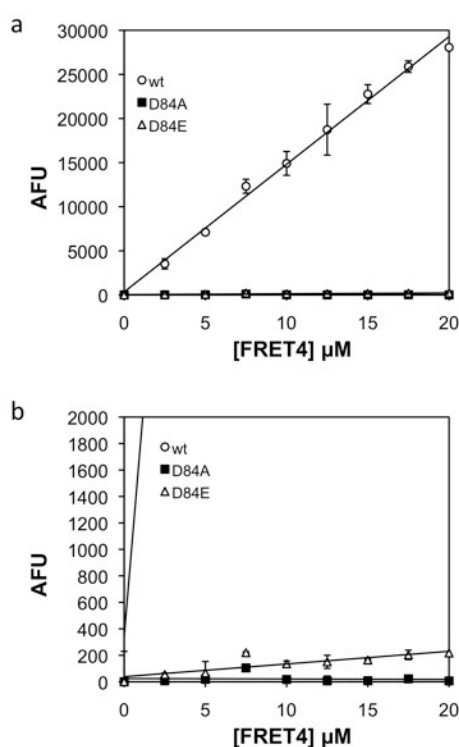 a
30000
25000
20000
15000
10000
5000
0
AFU
wt
D84A
D84E
0 5 10 15 20
[FRET4] µM
b
2000
1800
1600
1400
1200
1000
800
600
400
200
0
AFU
wt
D84A
D84E
0 5 10 15 20
[FRET4] µM